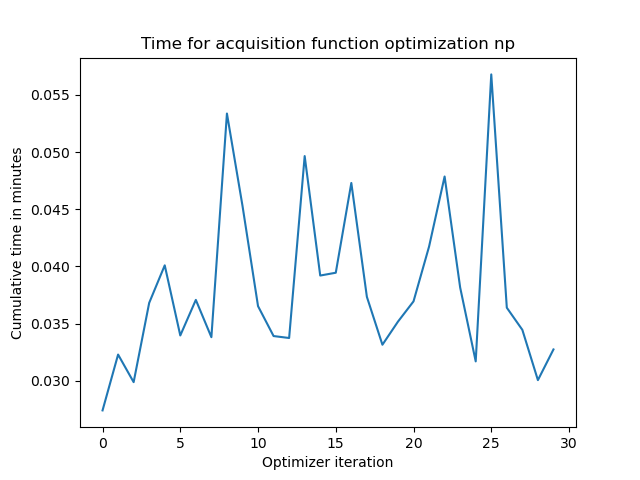 Time for acquisition function optimization np
Cumulative time in minutes
0.055
0.050
0.045
0.040
0.035
0.030
0 5 10 15 20 25 30
Optimizer iteration